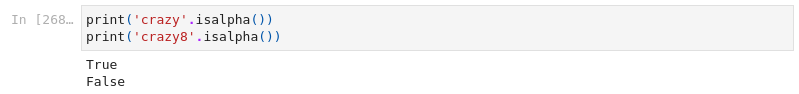 In [268…
print('crazy'.isalpha())
print('crazy8'.isalpha())
True
False